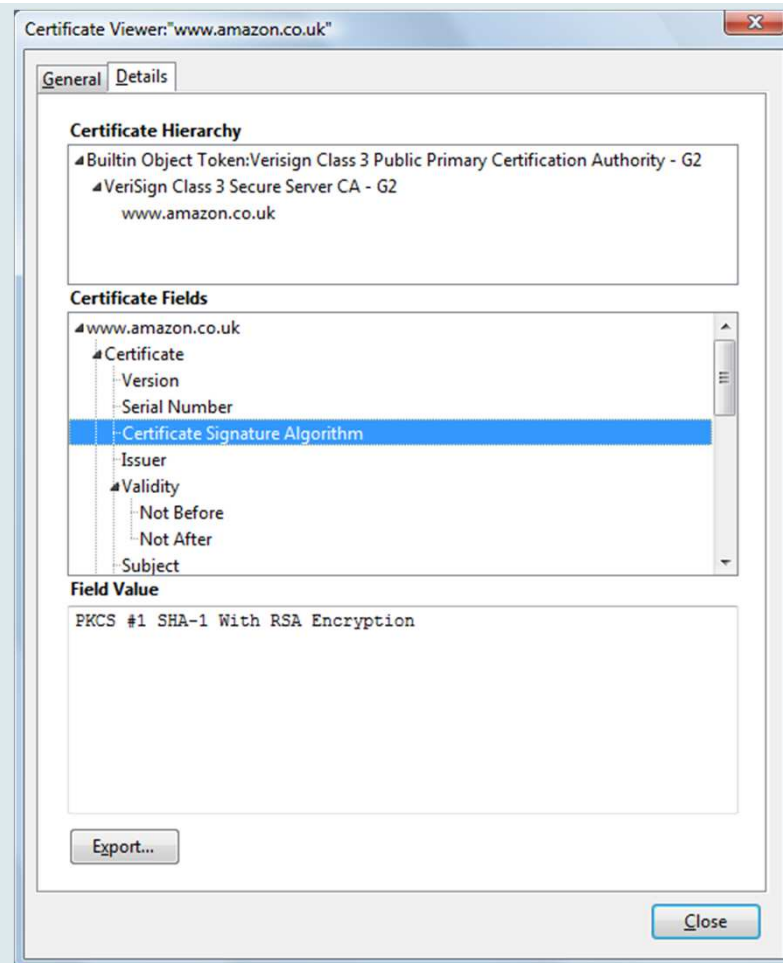 Certificate Viewer:"www.amazon.co.uk"
General Details
Certificate Hierarchy
Builtin Object Token:Verisign Class 3 Public Primary Certification Authority - G2
VeriSign Class 3 Secure Server CA - G2
www.amazon.co.uk
Certificate Fields
www.amazon.co.uk
Certificate
Version
Serial Number
Certificate Signature Algorithm
Issuer
Validity
Not Before
Not After
Subject
Field Value
PKCS #1 SHA-1 With RSA Encryption
Export...
Close